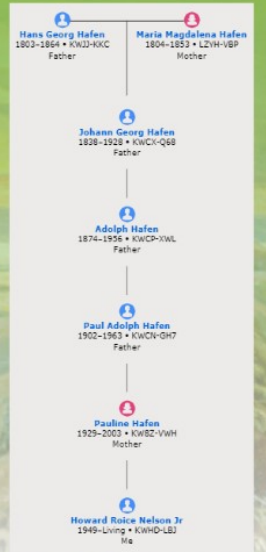 Hans Georg Hafen
1803–1864 • KWJJ-KKC
Father
Maria Magdalena Hafen
1804–1853 • LZYH-VBP
Mother
Johann Georg Hafen
1838–1928 • KWCX-Q68
Father
Adolph Hafen
1874–1956 • KWCP-XWL
Father
Paul Adolph Hafen
1902–1963 • KWCN-GH7
Father
Pauline Hafen
1929–2003 • KWBZ-VWH
Mother
Howard Roice Nelson Jr
1949–Living • KWHD-LBJ
Me